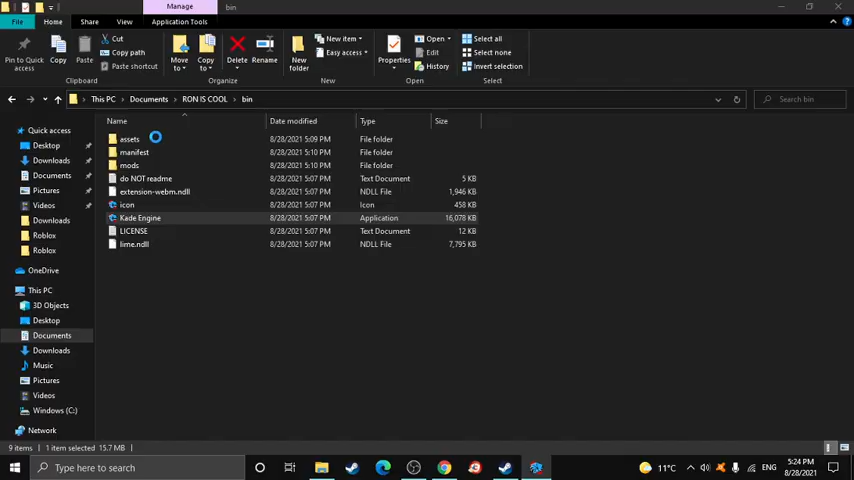 Manage
bin
File
Home
Share
View
Application Tools
Pin to Quick access
Copy
Paste
Cut
Copy path
Paste shortcut
Clipboard
Move to
Copy to
Delete
Rename
Organize
New folder
New item
Easy access
New
Properties
Open
Edit
History
Open
Select all
Select none
Invert selection
Select
This PC > Documents > RON IS COOL > bin
Search bin
Name Date modified Type Size
assets 8/28/2021 5:09 PM File folder
manifest 8/28/2021 5:10 PM File folder
mods 8/28/2021 5:10 PM File folder
do NOT readme 8/28/2021 5:07 PM Text Document 5 KB
extension-webm.ndll 8/28/2021 5:07 PM NDLL File 1,946 KB
icon 8/28/2021 5:07 PM Icon 458 KB
Kade Engine 8/28/2021 5:07 PM Application 16,078 KB
LICENSE 8/28/2021 5:07 PM Text Document 12 KB
lime.ndll 8/28/2021 5:07 PM NDLL File 7,795 KB
Quick access
Desktop
Downloads
Documents
Pictures
Videos
Downloads
Roblox
Roblox
OneDrive
This PC
3D Objects
Desktop
Documents
Downloads
Music
Pictures
Videos
Windows (C:)
Network
9 items
1 item selected 15.7 MB
Type here to search
11°C
ENG
5:24 PM
8/28/2021